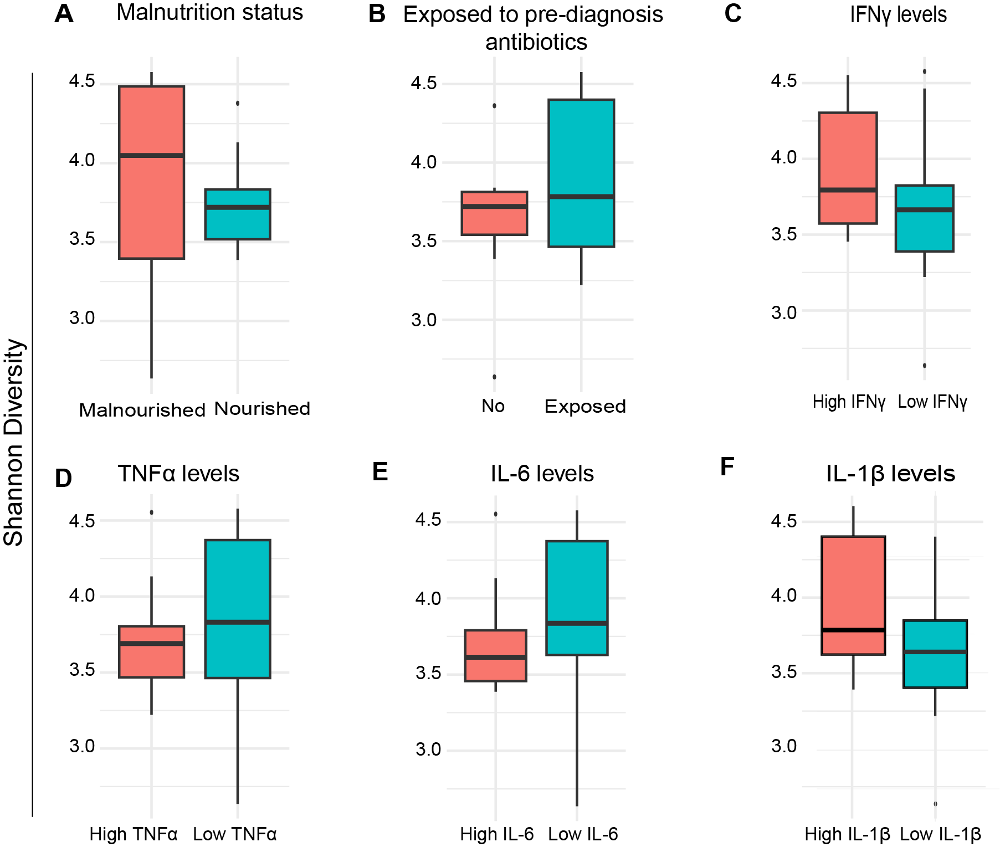 Shannon Diversity
A
Malnutrition status
4.5
4.0
3.5
3.0
Malnourished
Nourished
B
Exposed to pre-diagnosis
antibiotics
4.5
4.0
3.5
3.0
No
Exposed
C
IFNγ levels
4.5
4.0
3.5
3.0
High IFNγ
Low IFNγ
D
TNFα levels
4.5
4.0
3.5
3.0
High TNFα
Low TNFα
E
IL-6 levels
4.5
4.0
3.5
3.0
High IL-6
Low IL-6
F
IL-1β levels
4.5
4.0
3.5
3.0
High IL-1β
Low IL-1β